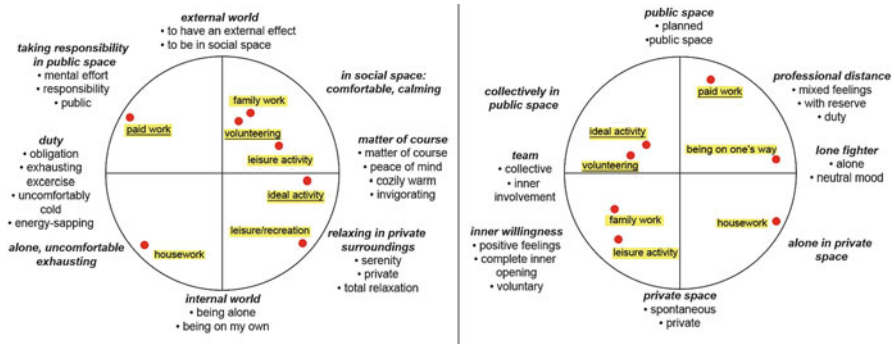 external world
• to have an external effect
• to be in social space
taking responsibility
in public space
• mental effort
• responsibility
• public
in social space:
comfortable, calming
family work
paid work
volunteering
leisure activity
duty
• obligation
• exhausting
excercise
• uncomfortably
cold
• energy-sapping
matter of course
• matter of course
• peace of mind
• cozily warm
• invigorating
ideal activity
leisure/recreation
alone, uncomfortable
exhausting
housework
relaxing in private
surroundings
• serenity
• private
• total relaxation
internal world
• being alone
• being on my own
public space
• planned
• public space
professional distance
• mixed feelings
• with reserve
• duty
collectively in
public space
paid work
ideal activity
being on one's way
volunteering
team
• collective
• inner
involvement
lone fighter
• alone
• neutral mood
family work
housework
leisure activity
inner willingness
• positive feelings
• complete inner
opening
• voluntary
alone in private
space
private space
• spontaneous
• private